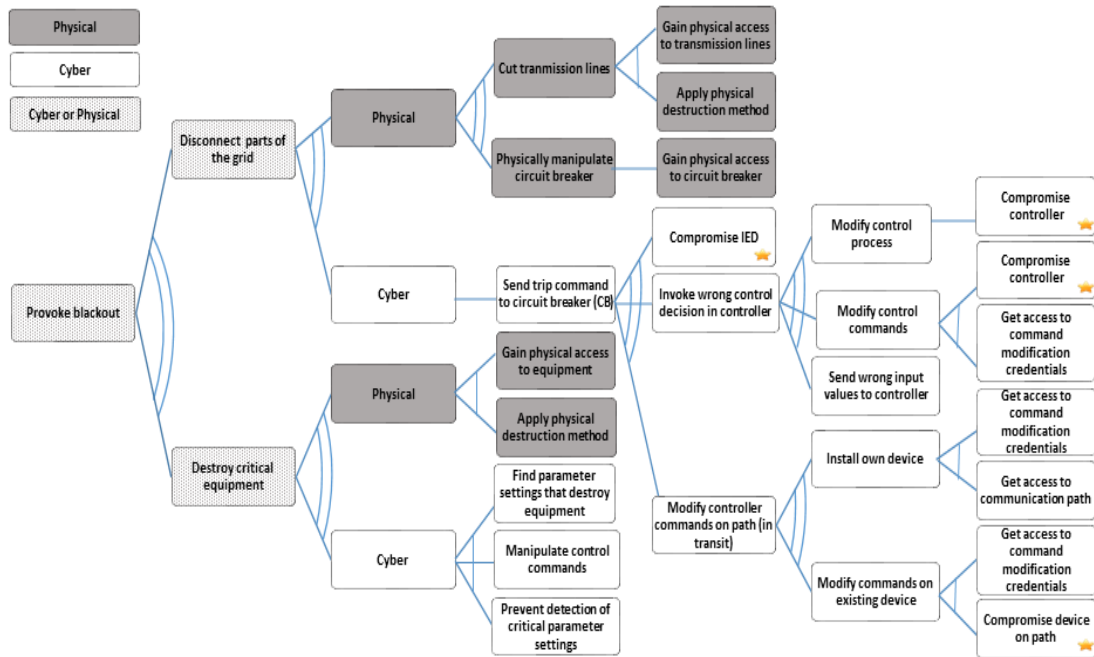 Physical
Cyber
Cyber or Physical
Provoke blackout
Disconnect parts of
the grid
Destroy critical
equipment
Physical
Cyber
Physical
Cyber
Cut tranmission lines
Physically manipulate
circuit breaker
Send trip command
to circuit breaker (CB)
Gain physical access
to equipment
Apply physical
destruction method
Find parameter
settings that destroy
equipment
Manipulate control
commands
Prevent detection of
critical parameter
settings
Gain physical access
to transmission lines
Apply physical
destruction method
Gain physical access
to circuit breaker
Compromise IED
Invoke wrong control
decision in controller
Modify controller
commands on path (in
transit)
Modify control
process
Modify control
commands
Send wrong input
values to controller
Install own device
Modify commands on
existing device
Compromise
controller
Compromise
controller
Get access to
command
modification
credentials
Get access to
command
modification
credentials
Get access to
communication path
Get access to
command
modification
credentials
Compromise device
on path